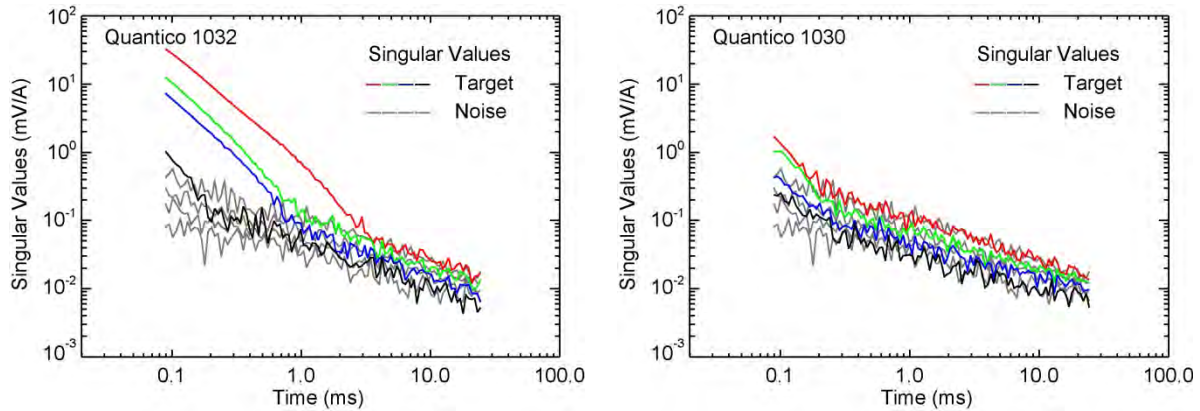 Quantico 1032
Singular Values
Target
Noise
Singular Values (mV/A)
10²
10¹
10⁰
10⁻¹
10⁻²
10⁻³
0.1 1.0 10.0 100.0
Time (ms)
Quantico 1030
Singular Values
Target
Noise
Singular Values (mV/A)
10²
10¹
10⁰
10⁻¹
10⁻²
10⁻³
0.1 1.0 10.0 100.0
Time (ms)